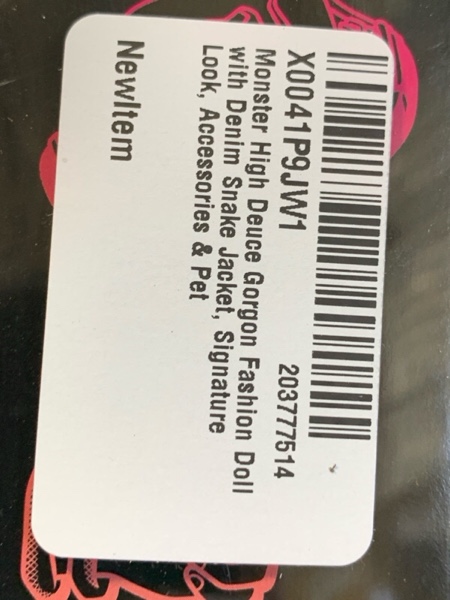 X0041P9JW1 203777514
Monster High Deuce Gorgon Fashion Doll
with Denim Snake Jacket, Signature
Look, Accessories & Pet
NewItem